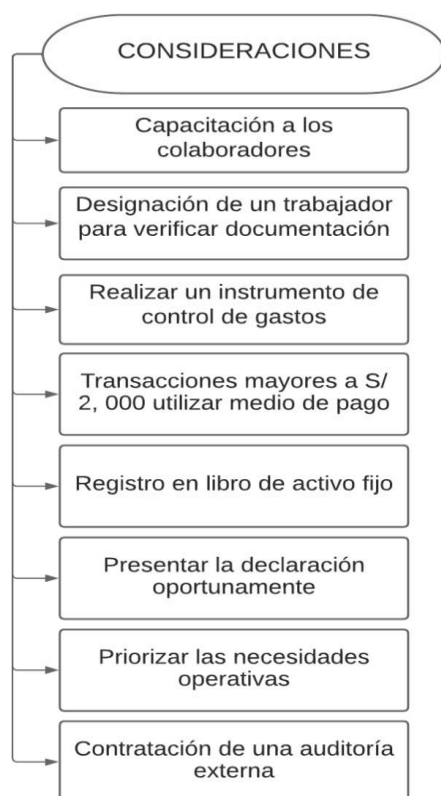 CONSIDERACIONES
Capacitación a los
colaboradores
Designación de un trabajador
para verificar documentación
Realizar un instrumento de
control de gastos
Transacciones mayores a S/
2, 000 utilizar medio de pago
Registro en libro de activo fijo
Presentar la declaración
oportunamente
Priorizar las necesidades
operativas
Contratación de una auditoría
externa